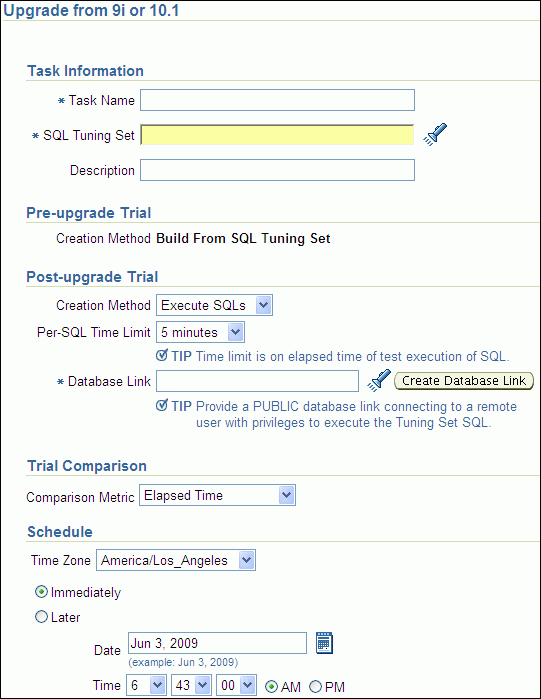 Upgrade from 9i or 10.1
Task Information
* Task Name
* SQL Tuning Set
Description
Pre-upgrade Trial
Creation Method Build From SQL Tuning Set
Post-upgrade Trial
Creation Method Execute SQLs
Per-SQL Time Limit 5 minutes
TIP Time limit is on elapsed time of test execution of SQL.
* Database Link Create Database Link
TIP Provide a PUBLIC database link connecting to a remote
user with privileges to execute the Tuning Set SQL.
Trial Comparison
Comparison Metric Elapsed Time
Schedule
Time Zone America/Los_Angeles
Immediately
Later
Date Jun 3, 2009
(example: Jun 3, 2009)
Time 6 43 00 AM PM